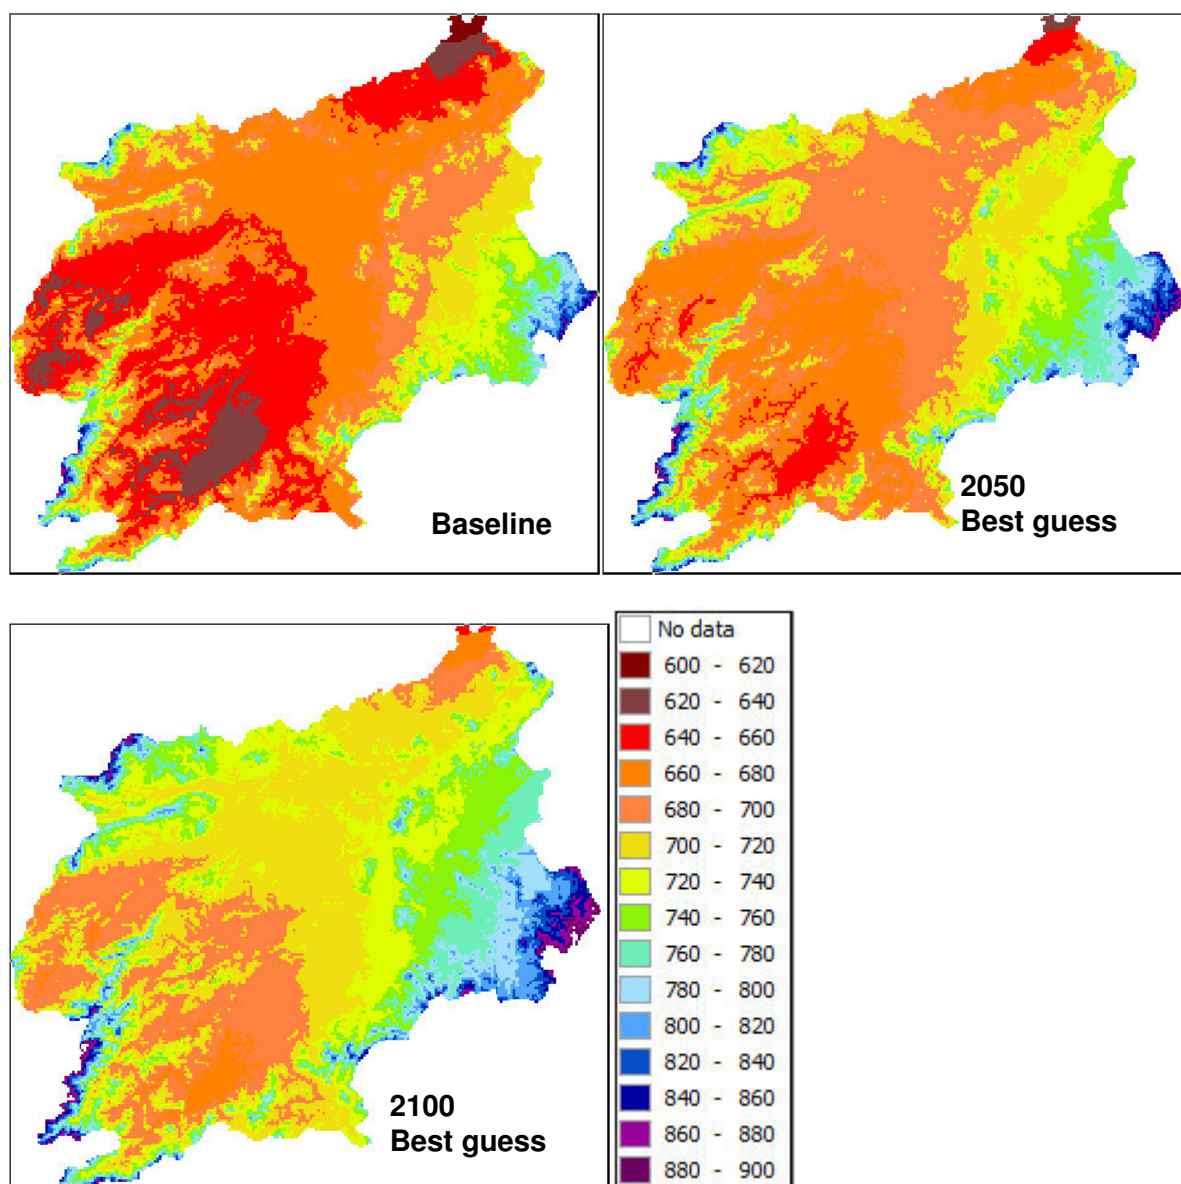 Baseline
2050
Best guess
2100
Best guess
No data
600 - 620
620 - 640
640 - 660
660 - 680
680 - 700
700 - 720
720 - 740
740 - 760
760 - 780
780 - 800
800 - 820
820 - 840
840 - 860
860 - 880
880 - 900